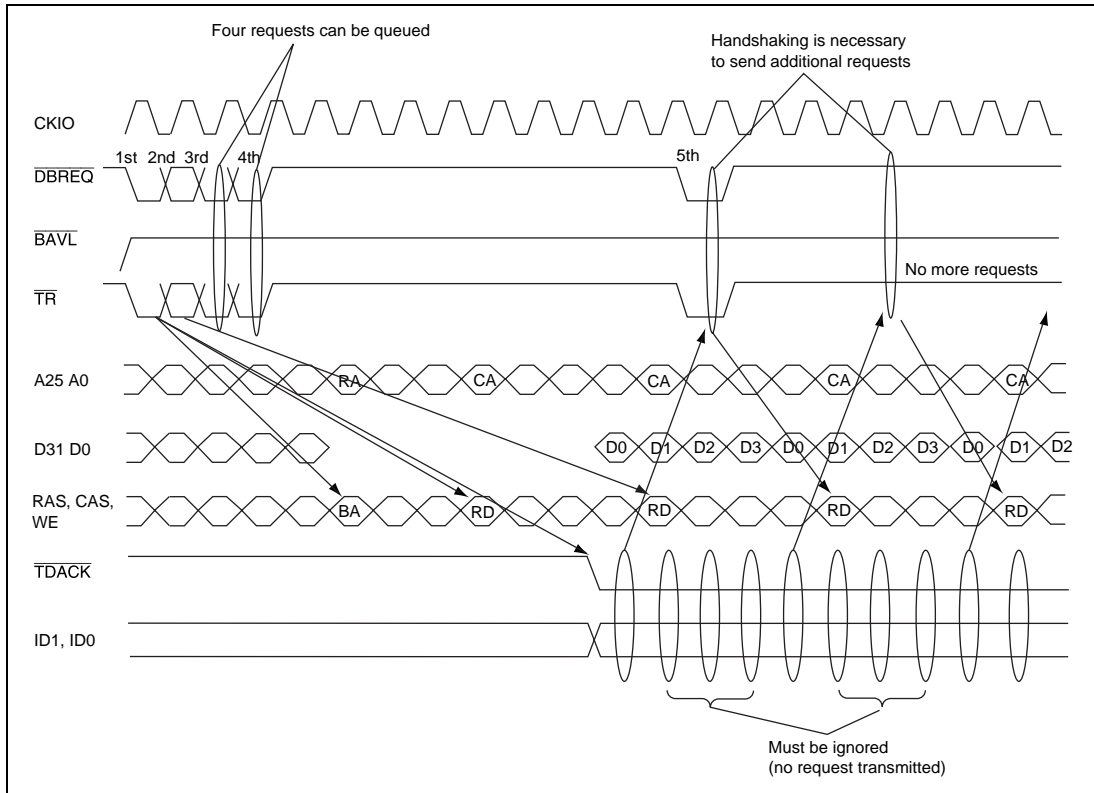 Four requests can be queued
Handshaking is necessary
to send additional requests
CKIO
1st 2nd 3rd 4th 5th
DBREQ
BAVL
No more requests
TR
A25 A0 RA CA CA CA CA
D31 D0 D0 D1 D2 D3 D0 D1 D2 D3 D0 D1 D2
RAS, CAS,
WE
BA RD RD RD RD
TDACK
ID1, ID0
Must be ignored
(no request transmitted)